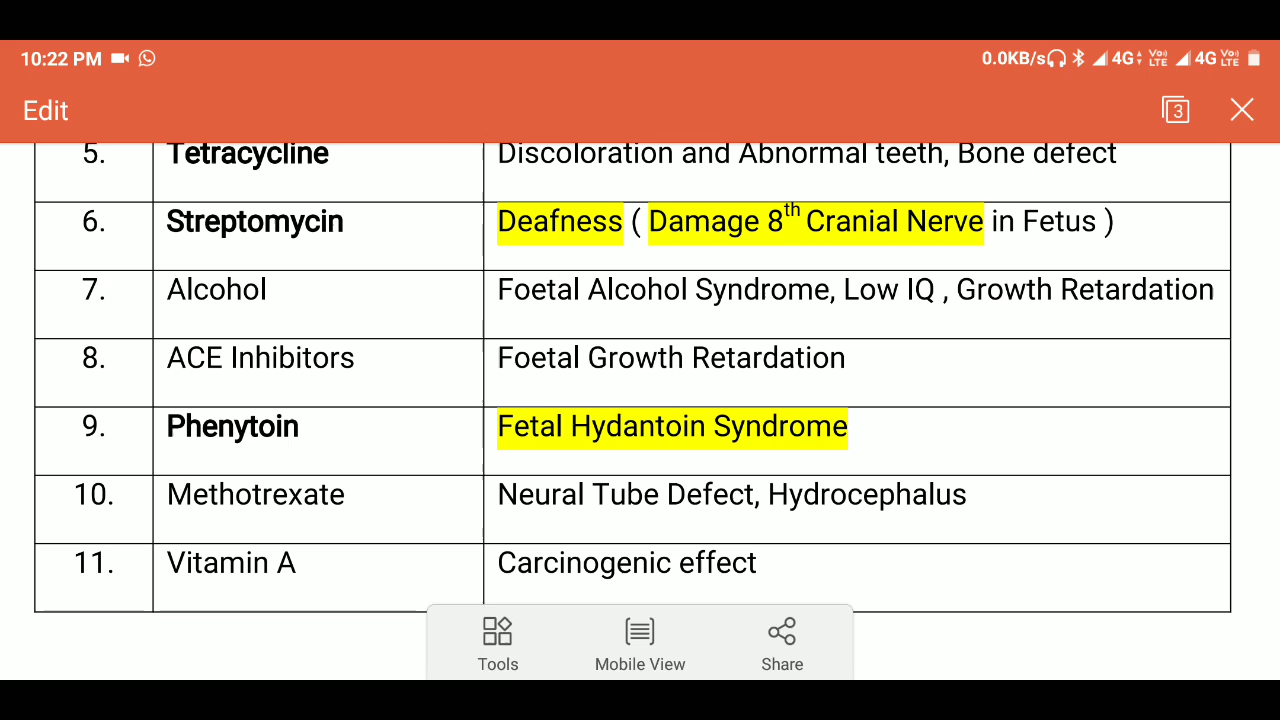 10:22 PM 0.0KB/s 4G VoLTE 4G VoLTE
Edit 3
5. Tetracycline Discoloration and Abnormal teeth, Bone defect
6. Streptomycin Deafness ( Damage 8th Cranial Nerve in Fetus )
7. Alcohol Foetal Alcohol Syndrome, Low IQ , Growth Retardation
8. ACE Inhibitors Foetal Growth Retardation
9. Phenytoin Fetal Hydantoin Syndrome
10. Methotrexate Neural Tube Defect, Hydrocephalus
11. Vitamin A Carcinogenic effect
Tools Mobile View Share